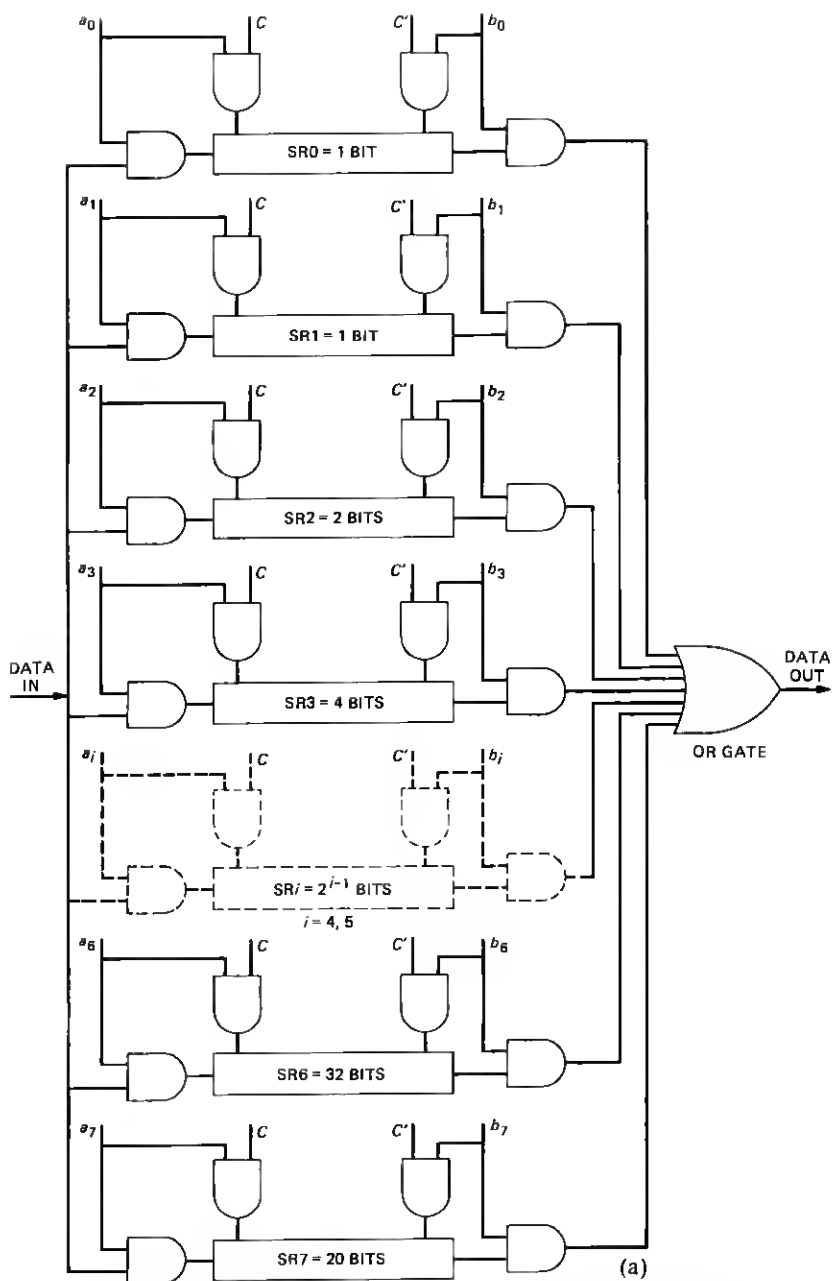 a₀ C C' b₀
SR0 = 1 BIT
a₁ C C' b₁
SR1 = 1 BIT
a₂ C C' b₂
SR2 = 2 BITS
a₃ C C' b₃
SR3 = 4 BITS
DATA IN
DATA OUT
OR GATE
aᵢ C C' bᵢ
SRi = 2^{i-1} BITS
i = 4, 5
a₆ C C' b₆
SR6 = 32 BITS
a₇ C C' b₇
SR7 = 20 BITS
(a)